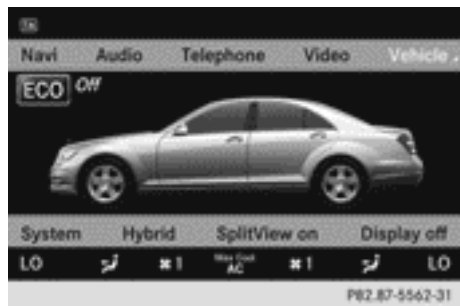 Navi Audio Telephone Video Vehicle
ECO Off
System Hybrid SplitView on Display off
LO 1 Max Cool AC 1 LO
P82.87-5562-31